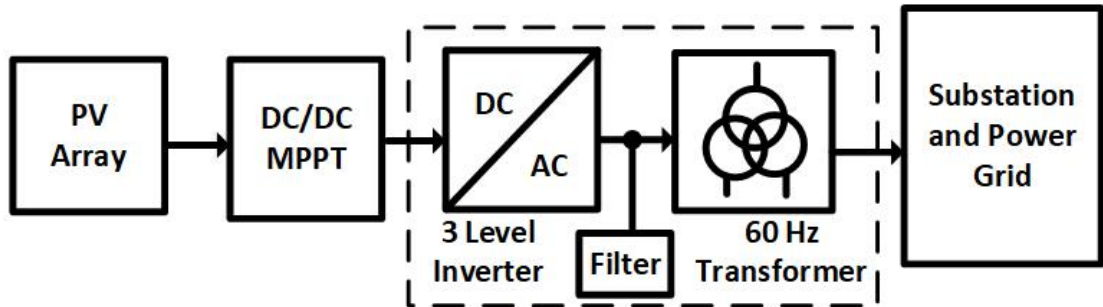 PV
Array
DC/DC
MPPT
DC
AC
3 Level
Inverter
Filter
60 Hz
Transformer
Substation
and Power
Grid